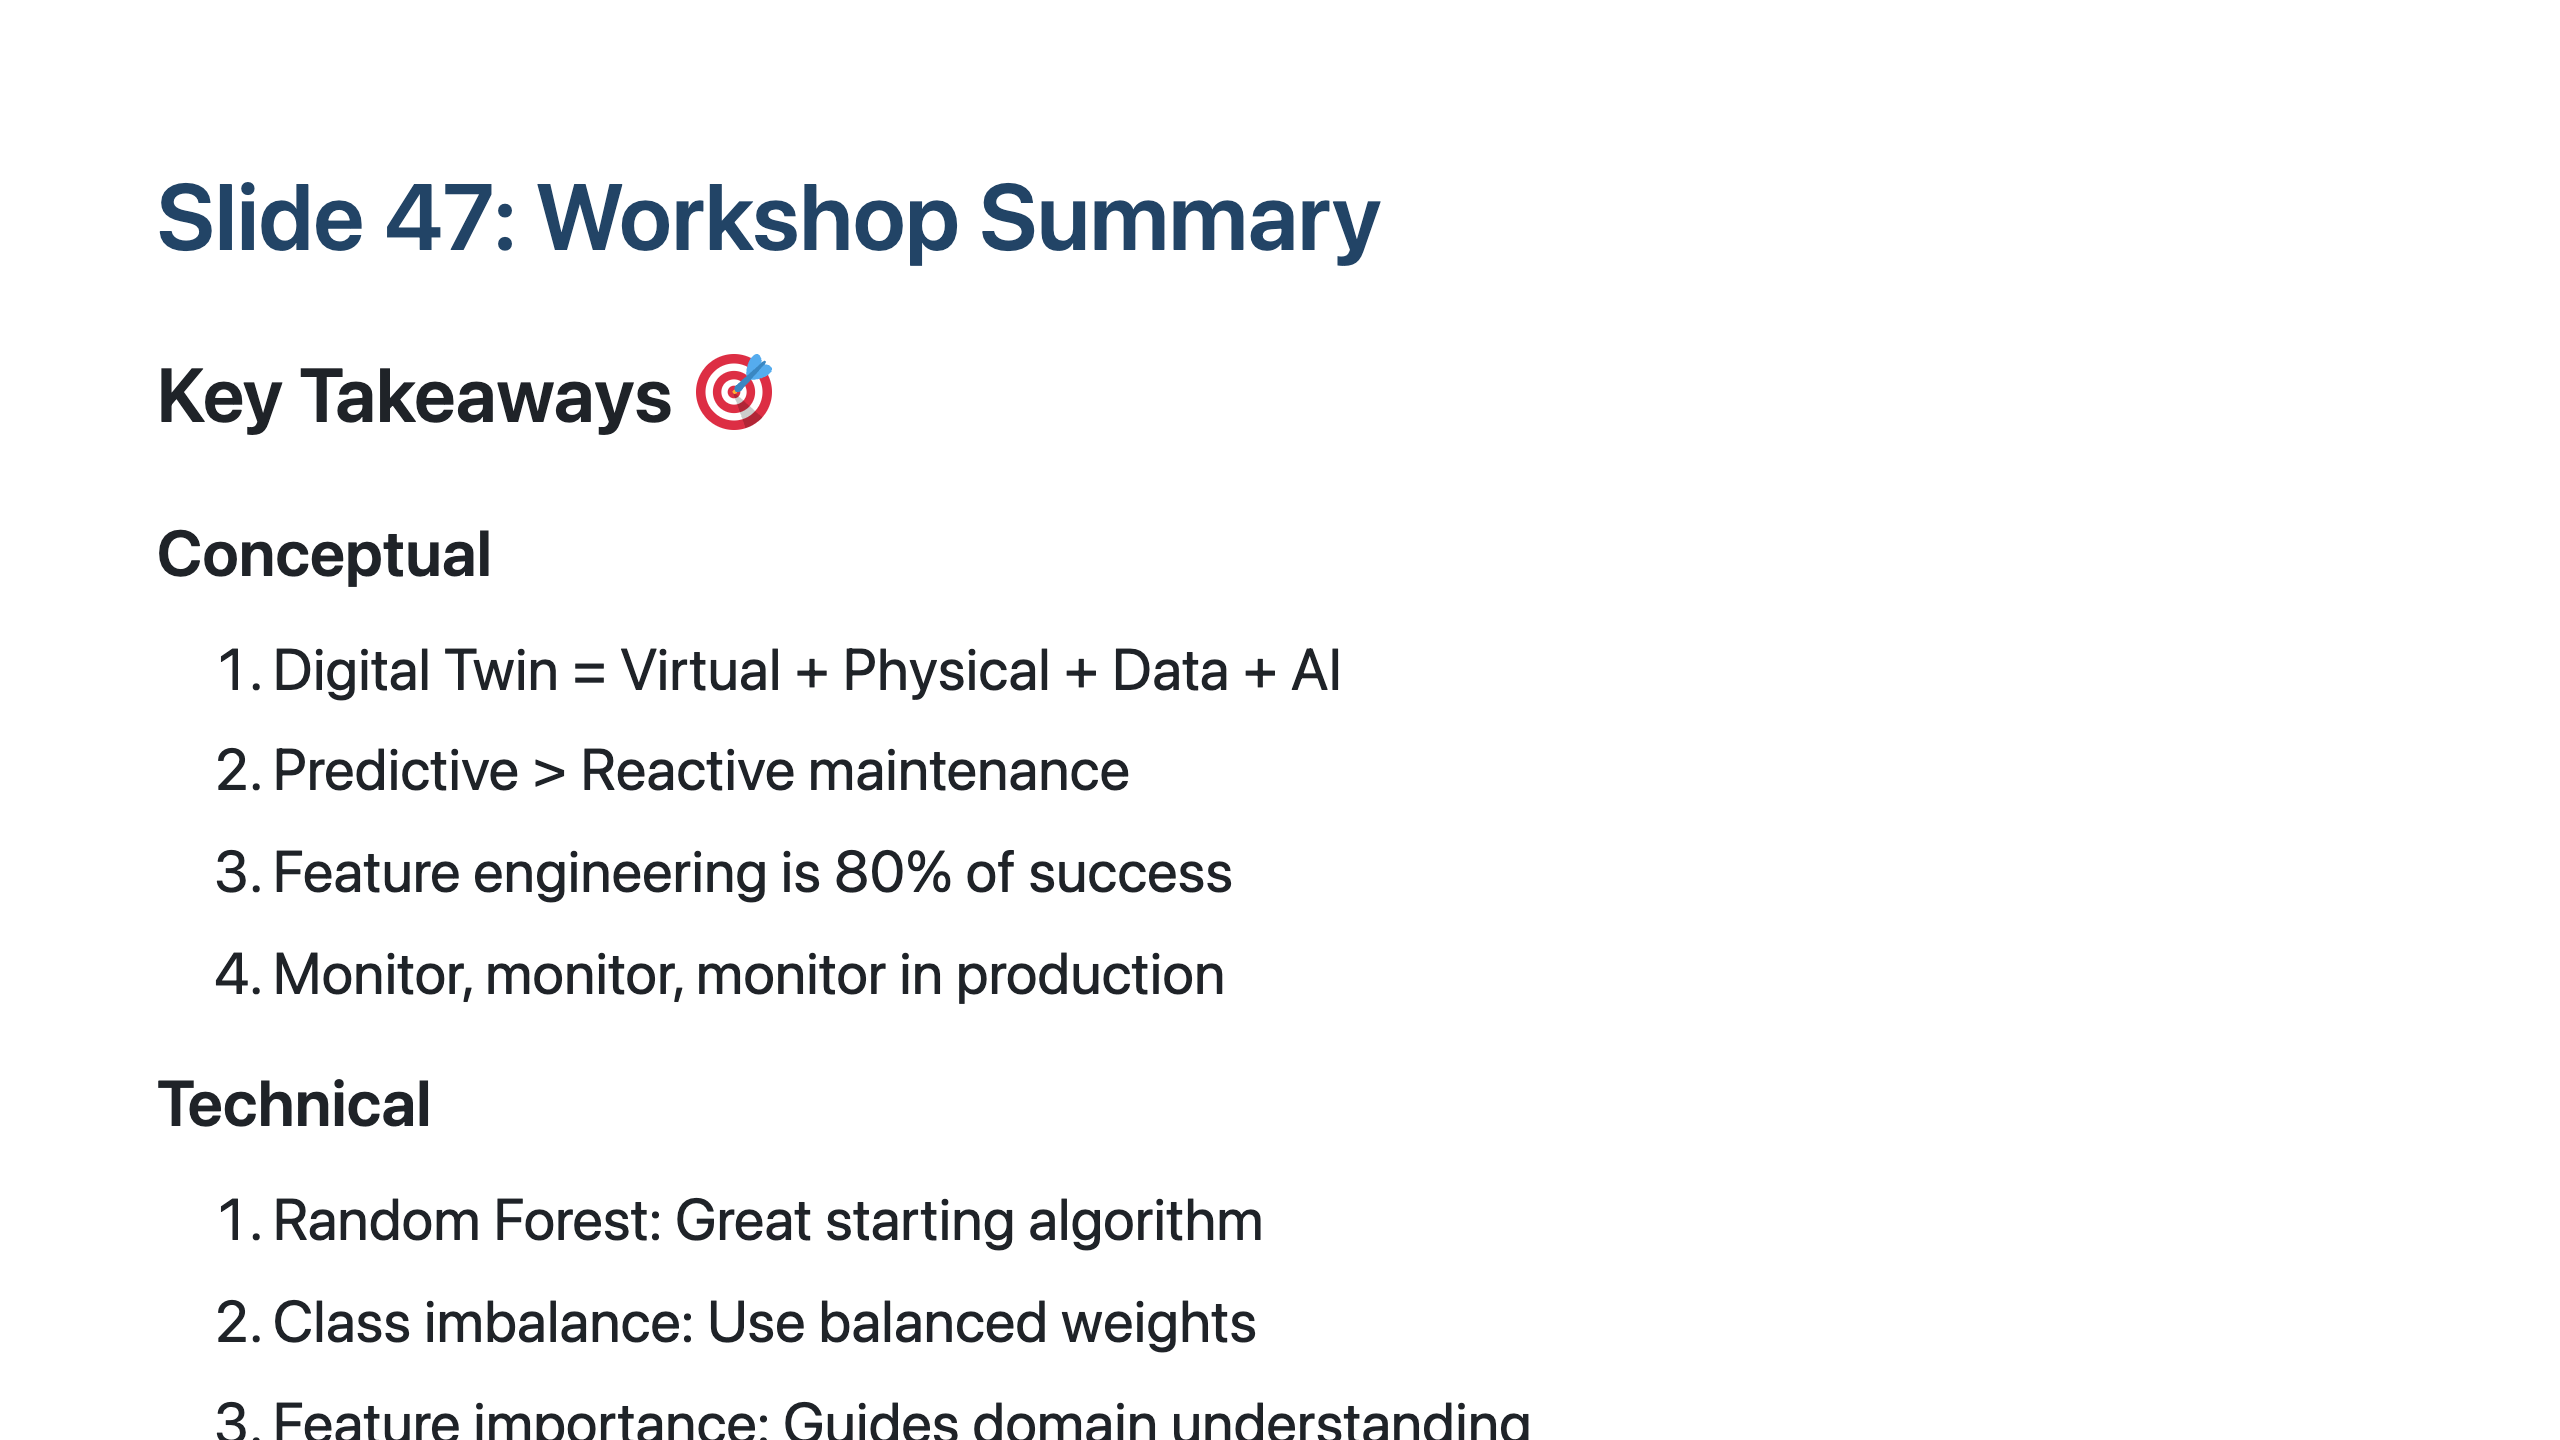 Slide 47: Workshop Summary
Key Takeaways 🎯
Conceptual
1. Digital Twin = Virtual + Physical + Data + AI
2. Predictive > Reactive maintenance
3. Feature engineering is 80% of success
4. Monitor, monitor, monitor in production
Technical
1. Random Forest: Great starting algorithm
2. Class imbalance: Use balanced weights
3. Feature importance: Guides domain understanding